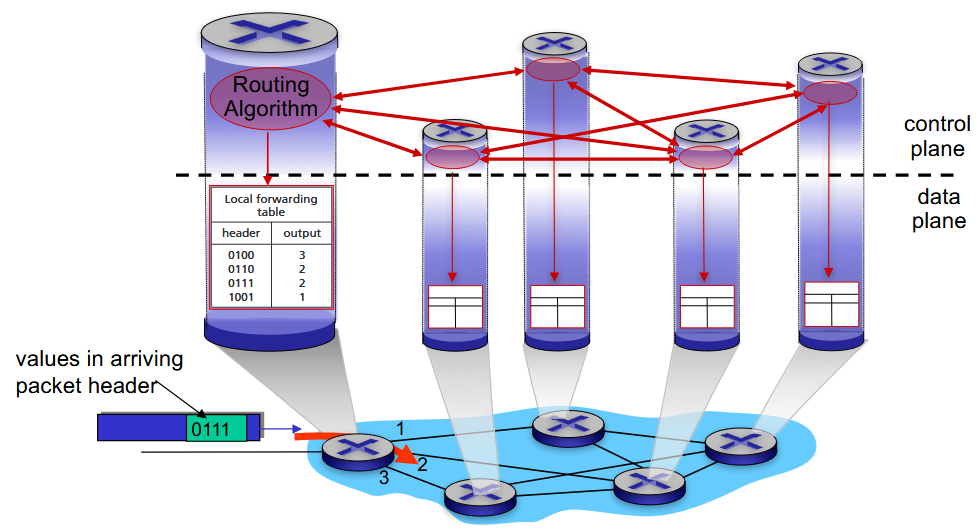 Routing
Algorithm
control
plane
data
plane
Local forwarding
table
header output
0100 3
0110 2
0111 2
1001 1
values in arriving
packet header
0111
1
2
3